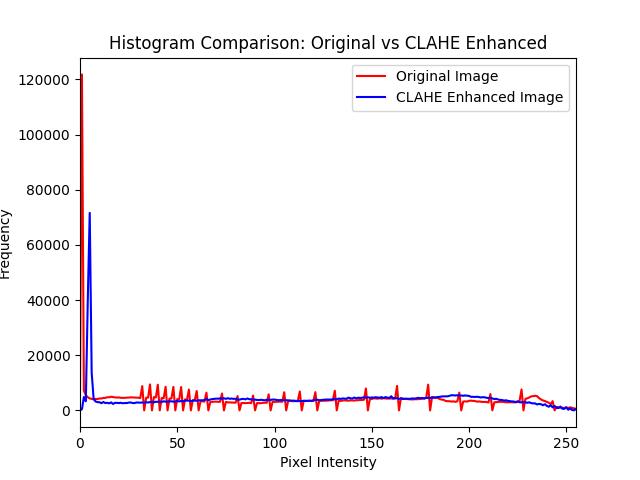 Histogram Comparison: Original vs CLAHE Enhanced
Original Image
CLAHE Enhanced Image
120000
100000
80000
60000
40000
20000
0
Frequency
0 50 100 150 200 250
Pixel Intensity